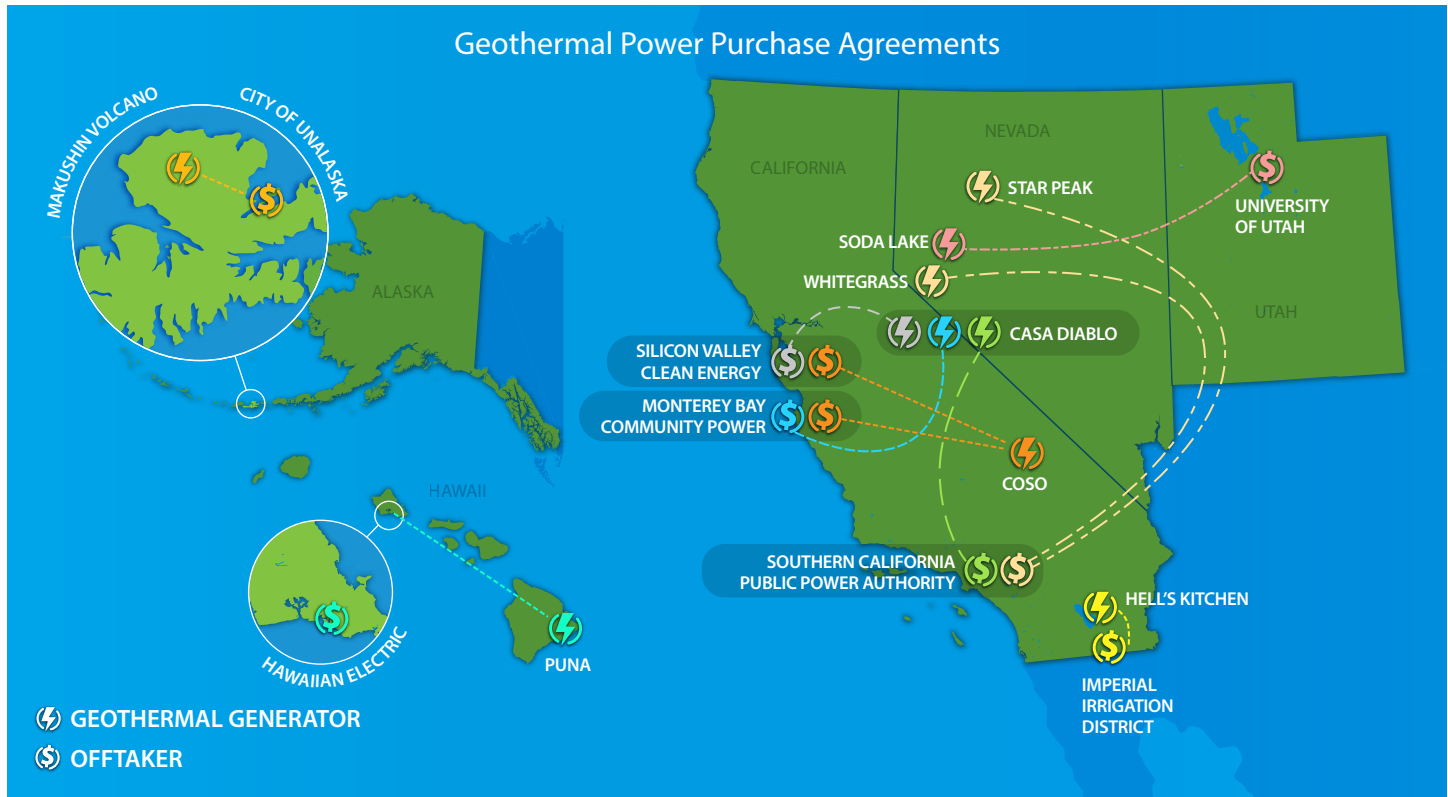 Geothermal Power Purchase Agreements
MAKUSHIN VOLCANO
CITY OF UNALASKA
ALASKA
HAWAII
HAWAIIAN ELECTRIC
PUNA
GEOTHERMAL GENERATOR
OFFTAKER
CALIFORNIA
NEVADA
UTAH
STAR PEAK
UNIVERSITY
OF UTAH
SODA LAKE
WHITEGRASS
CASA DIABLO
SILICON VALLEY
CLEAN ENERGY
MONTEREY BAY
COMMUNITY POWER
COSO
SOUTHERN CALIFORNIA
PUBLIC POWER AUTHORITY
HELL'S KITCHEN
IMPERIAL
IRRIGATION
DISTRICT